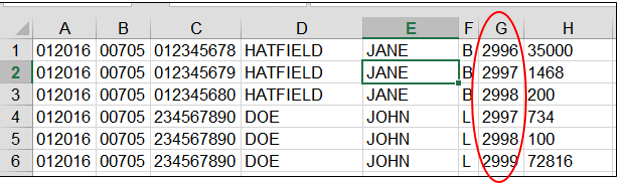 A B C D E F G H
1 012016 00705 012345678 HATFIELD JANE B 2996 35000
2 012016 00705 012345679 HATFIELD JANE B 2997 1468
3 012016 00705 012345680 HATFIELD JANE B 2998 200
4 012016 00705 234567890 DOE JOHN L 2997 734
5 012016 00705 234567890 DOE JOHN L 2998 100
6 012016 00705 234567890 DOE JOHN L 2999 72816